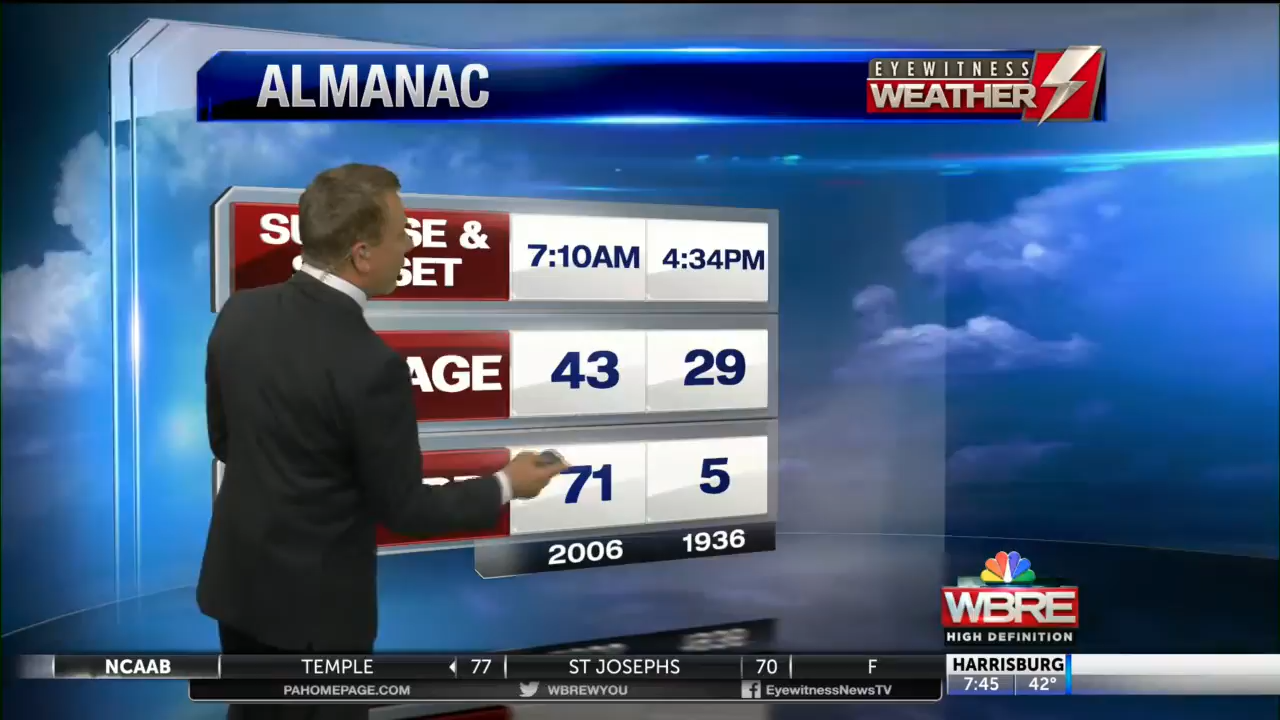 ALMANAC
EYEWITNESS
WEATHER
SE &
SET
7:10AM 4:34PM
AGE 43 29
71 5
2006 1936
WBRE
HIGH DEFINITION
NCAAB TEMPLE 77 ST JOSEPHS 70 F
HARRISBURG
7:45 42°
PAHOMEPAGE.COM WBREWYOU EyewitnessNewsTV